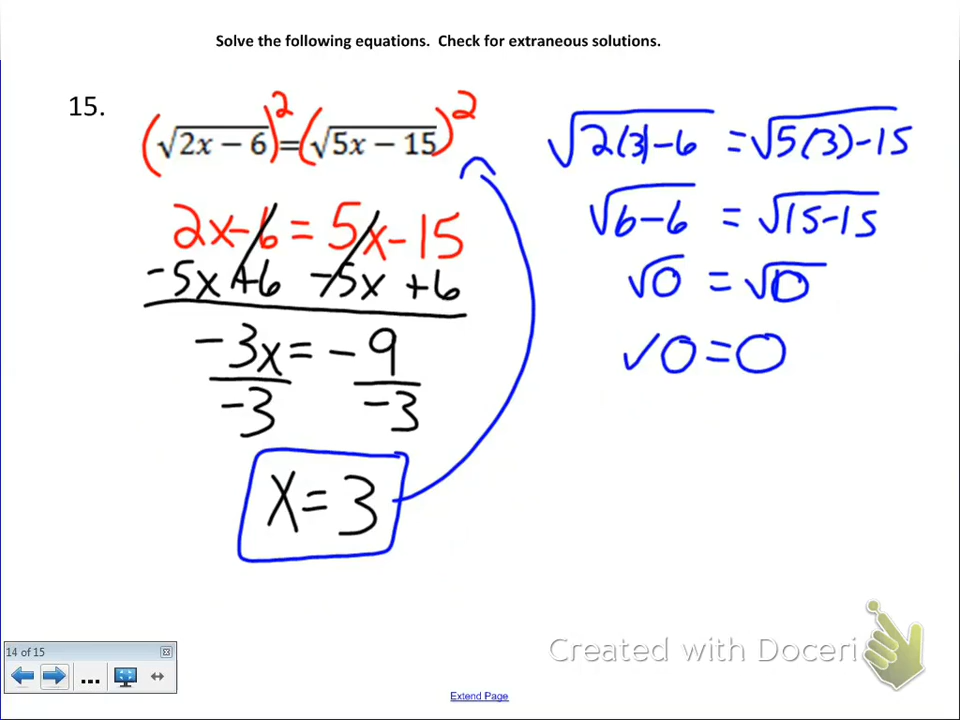 Solve the following equations.  Check for extraneous solutions.
15.
(√2x − 6)²=(√5x − 15)²
2x-6 = 5x-15
-5x+6 -5x +6
-3x = -9
-3 -3
x=3
√2(3)-6 = √5(3)-15
√6-6 = √15-15
√0 = √0
✓0=0
Created with Doceri
14 of 15
...
Extend Page